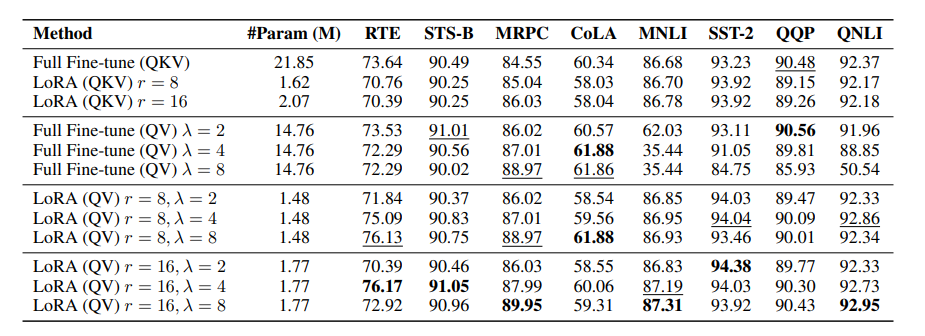 Method #Param (M) RTE STS-B MRPC CoLA MNLI SST-2 QQP QNLI
Full Fine-tune (QKV) 21.85 73.64 90.49 84.55 60.34 86.68 93.23 90.48 92.37
LoRA (QKV) r = 8 1.62 70.76 90.25 85.04 58.03 86.70 93.92 89.15 92.17
LoRA (QKV) r = 16 2.07 70.39 90.25 86.03 58.04 86.78 93.92 89.26 92.18
Full Fine-tune (QV) λ = 2 14.76 73.53 91.01 86.02 60.57 62.03 93.11 90.56 91.96
Full Fine-tune (QV) λ = 4 14.76 72.29 90.56 87.01 61.88 35.44 91.05 89.81 88.85
Full Fine-tune (QV) λ = 8 14.76 72.29 90.02 88.97 61.86 35.44 84.75 85.93 50.54
LoRA (QV) r = 8, λ = 2 1.48 71.84 90.37 86.02 58.54 86.85 94.03 89.47 92.33
LoRA (QV) r = 8, λ = 4 1.48 75.09 90.83 87.01 59.56 86.95 94.04 90.09 92.86
LoRA (QV) r = 8, λ = 8 1.48 76.13 90.75 88.97 61.88 86.93 93.46 90.01 92.34
LoRA (QV) r = 16, λ = 2 1.77 70.39 90.46 86.03 58.55 86.83 94.38 89.77 92.33
LoRA (QV) r = 16, λ = 4 1.77 76.17 91.05 87.99 60.06 87.19 94.03 90.30 92.73
LoRA (QV) r = 16, λ = 8 1.77 72.92 90.96 89.95 59.31 87.31 93.92 90.43 92.95